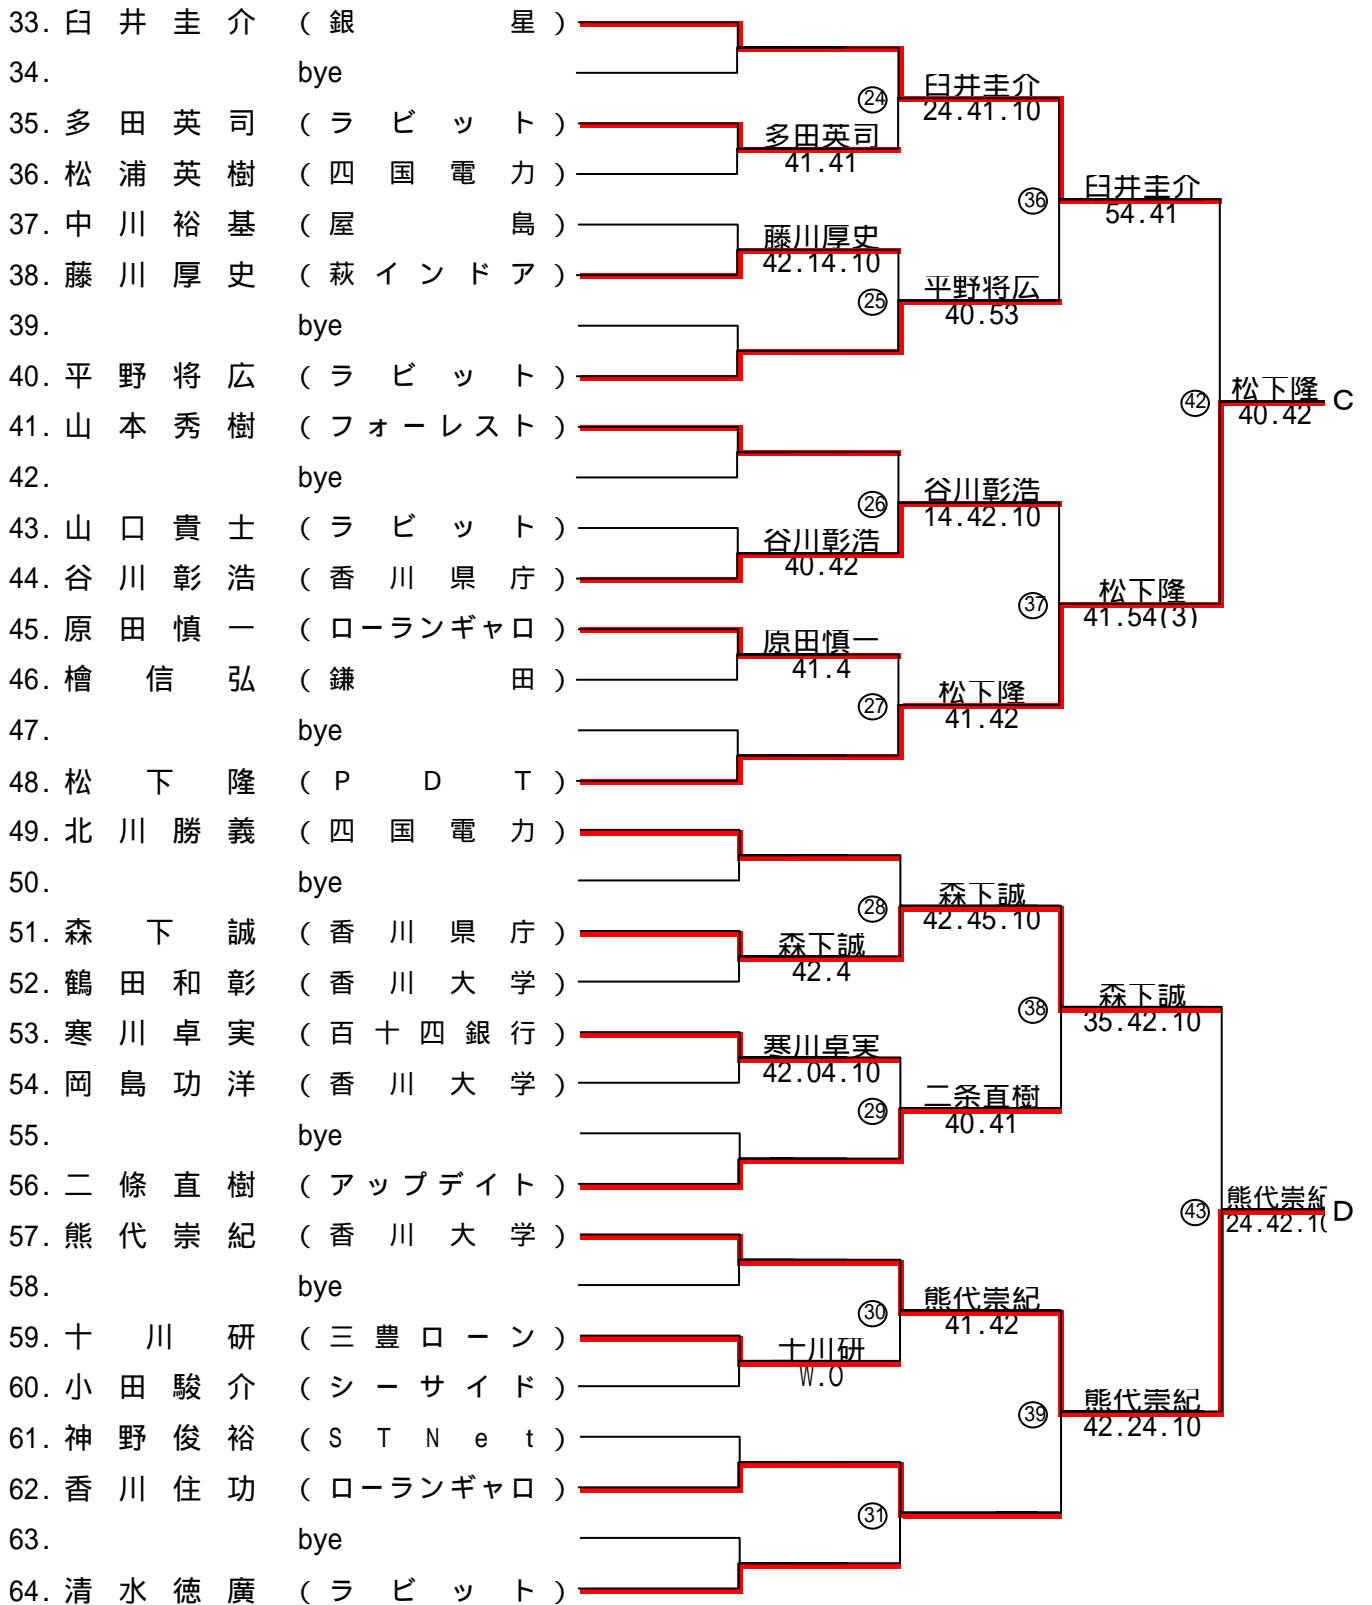 33. 臼井圭介 (銀星)
34. bye
㉔ 臼井圭介
24.41.10
35. 多田英司 (ラビット)
多田英司
41.41
36. 松浦英樹 (四国電力)
㊱ 臼井圭介
54.41
37. 中川裕基 (屋島)
藤川厚史
42.14.10
38. 藤川厚史 (萩インドア)
㉕ 平野将広
40.53
39. bye
40. 平野将広 (ラビット)
㊷ 松下隆 C
40.42
41. 山本秀樹 (フォーレスト)
42. bye
㉖ 谷川彰浩
14.42.10
43. 山口貴士 (ラビット)
谷川彰浩
40.42
44. 谷川彰浩 (香川県庁)
㊲ 松下隆
41.54(3)
45. 原田慎一 (ローランギャロ)
原田慎一
41.4
46. 檜信弘 (鎌田)
㉗ 松下隆
41.42
47. bye
48. 松下隆 (PDT)
49. 北川勝義 (四国電力)
50. bye
㉘ 森下誠
42.45.10
51. 森下誠 (香川県庁)
森下誠
42.4
52. 鶴田和彰 (香川大学)
㊳ 森下誠
35.42.10
53. 寒川卓実 (百十四銀行)
寒川卓実
42.04.10
54. 岡島功洋 (香川大学)
㉙ 二条直樹
40.41
55. bye
56. 二條直樹 (アップデイト)
㊸ 熊代崇紀 D
24.42.10
57. 熊代崇紀 (香川大学)
58. bye
㉚ 熊代崇紀
41.42
59. 十川研 (三豊ローン)
十川研
W.O
60. 小田駿介 (シーサイド)
㊴ 熊代崇紀
42.24.10
61. 神野俊裕 (STNet)
62. 香川住功 (ローランギャロ)
㉛
63. bye
64. 清水徳廣 (ラビット)